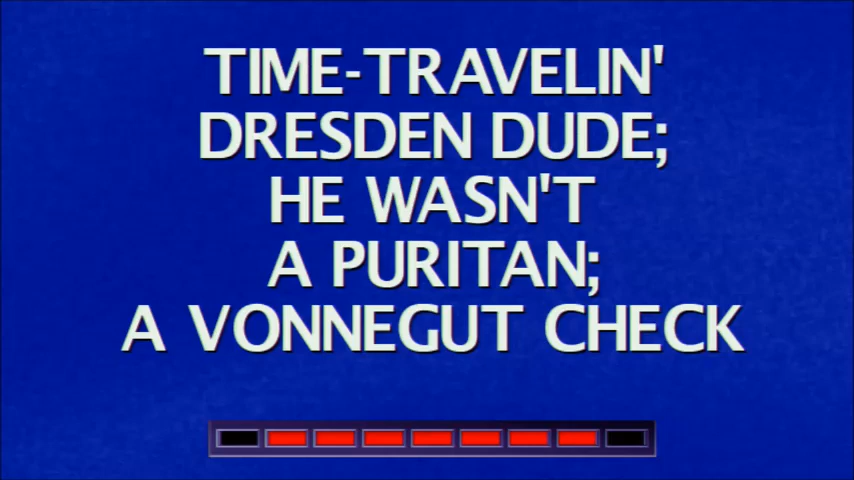 TIME-TRAVELIN'
DRESDEN DUDE;
HE WASN'T
A PURITAN;
A VONNEGUT CHECK